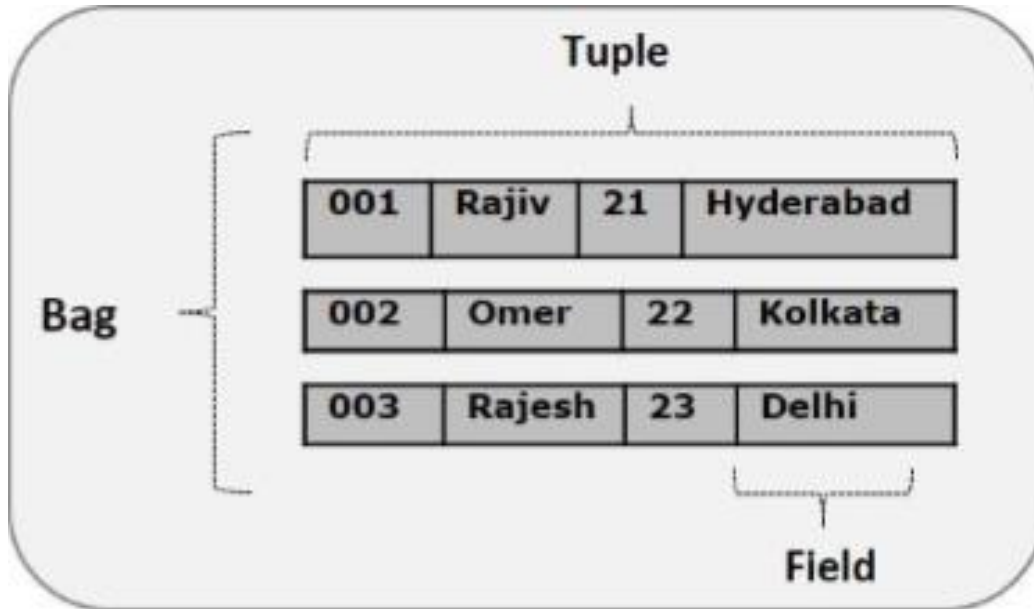 Tuple
001 Rajiv 21 Hyderabad
Bag
002 Omer 22 Kolkata
003 Rajesh 23 Delhi
Field